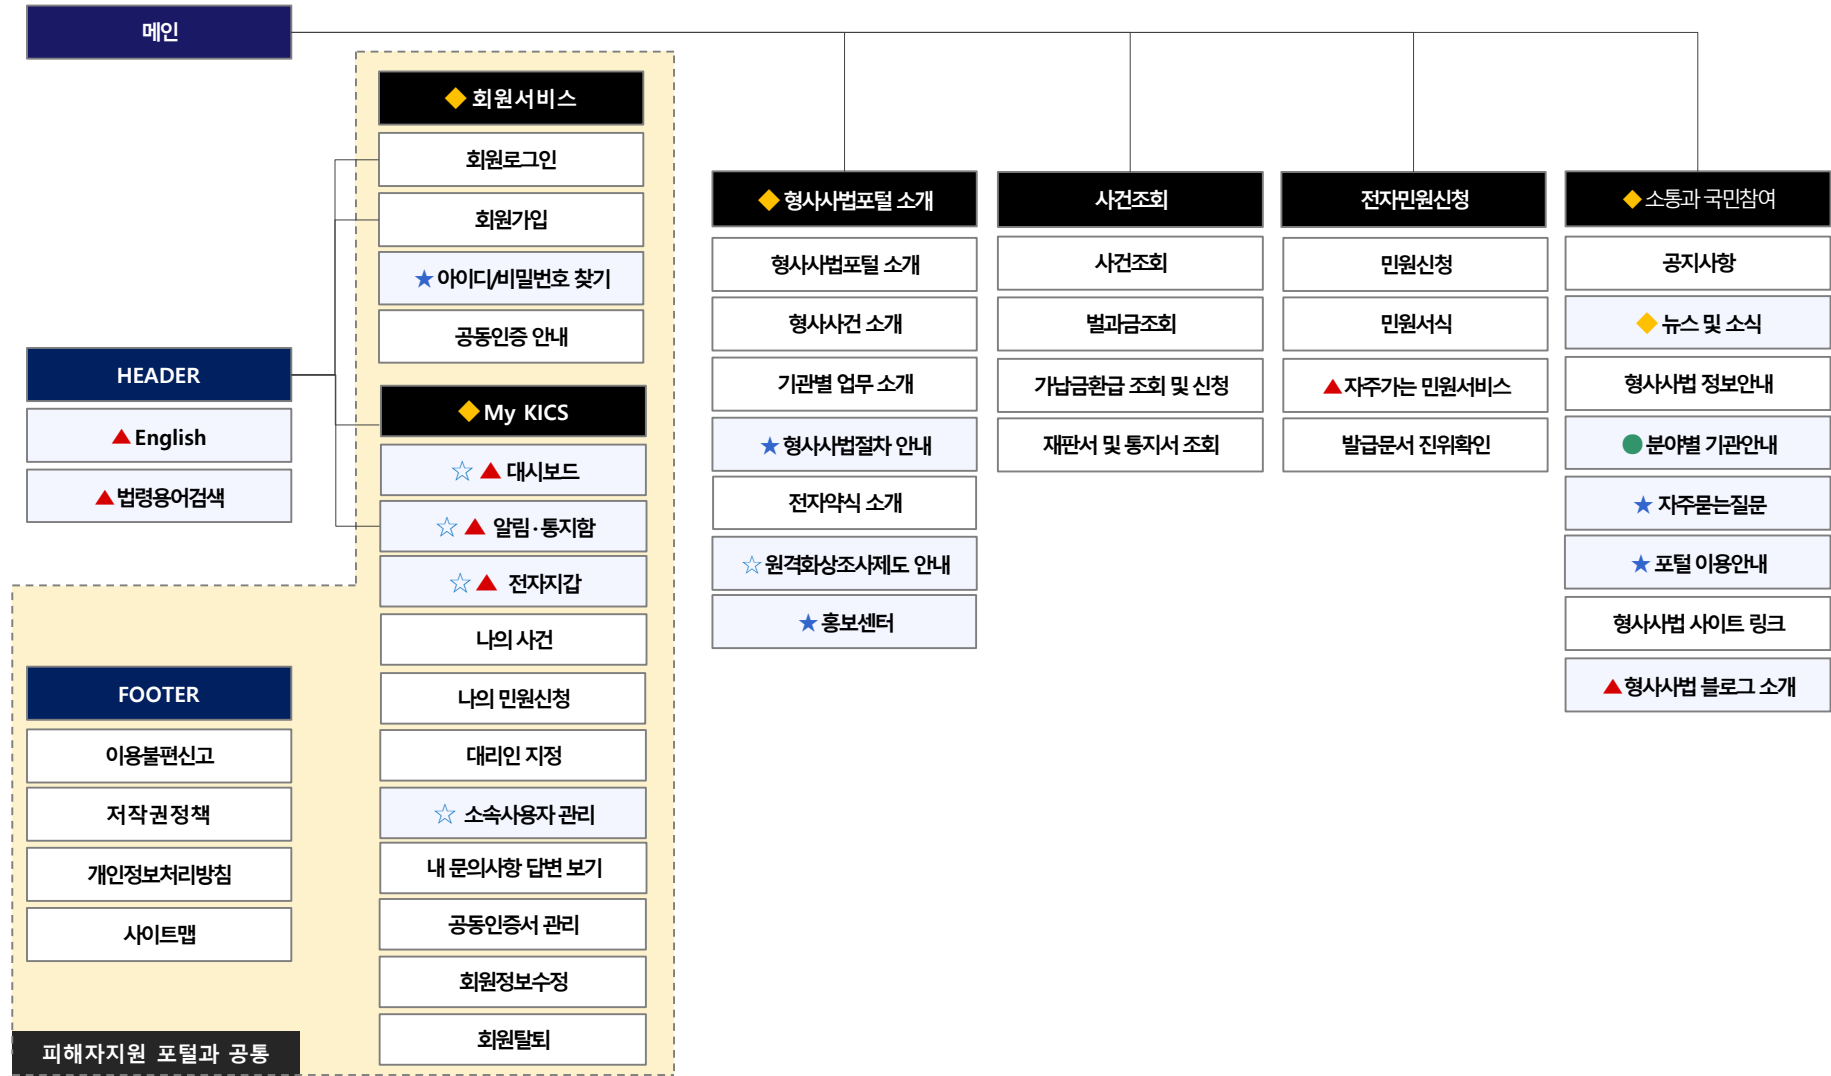 메인
◆ 회원서비스
회원로그인
회원가입
★ 아이디/비밀번호 찾기
공동인증 안내
HEADER
▲ English
▲ 법령용어검색
◆ My KICS
☆ ▲ 대시보드
☆ ▲ 알림·통지함
☆ ▲ 전자지갑
나의 사건
나의 민원신청
대리인 지정
☆ 소속사용자 관리
내 문의사항 답변 보기
공동인증서 관리
회원정보수정
회원탈퇴
FOOTER
이용불편신고
저작권정책
개인정보처리방침
사이트맵
피해자지원 포털과 공통
◆ 형사사법포털 소개
형사사법포털 소개
형사사건 소개
기관별 업무 소개
★ 형사사법절차 안내
전자약식 소개
☆ 원격화상조사제도 안내
★ 홍보센터
사건조회
사건조회
벌과금조회
가납금환급 조회 및 신청
재판서 및 통지서 조회
전자민원신청
민원신청
민원서식
▲ 자주가는 민원서비스
발급문서 진위확인
◆ 소통과 국민참여
공지사항
◆ 뉴스 및 소식
형사사법 정보안내
● 분야별 기관안내
★ 자주묻는질문
★ 포털 이용안내
형사사법 사이트 링크
▲ 형사사법 블로그 소개